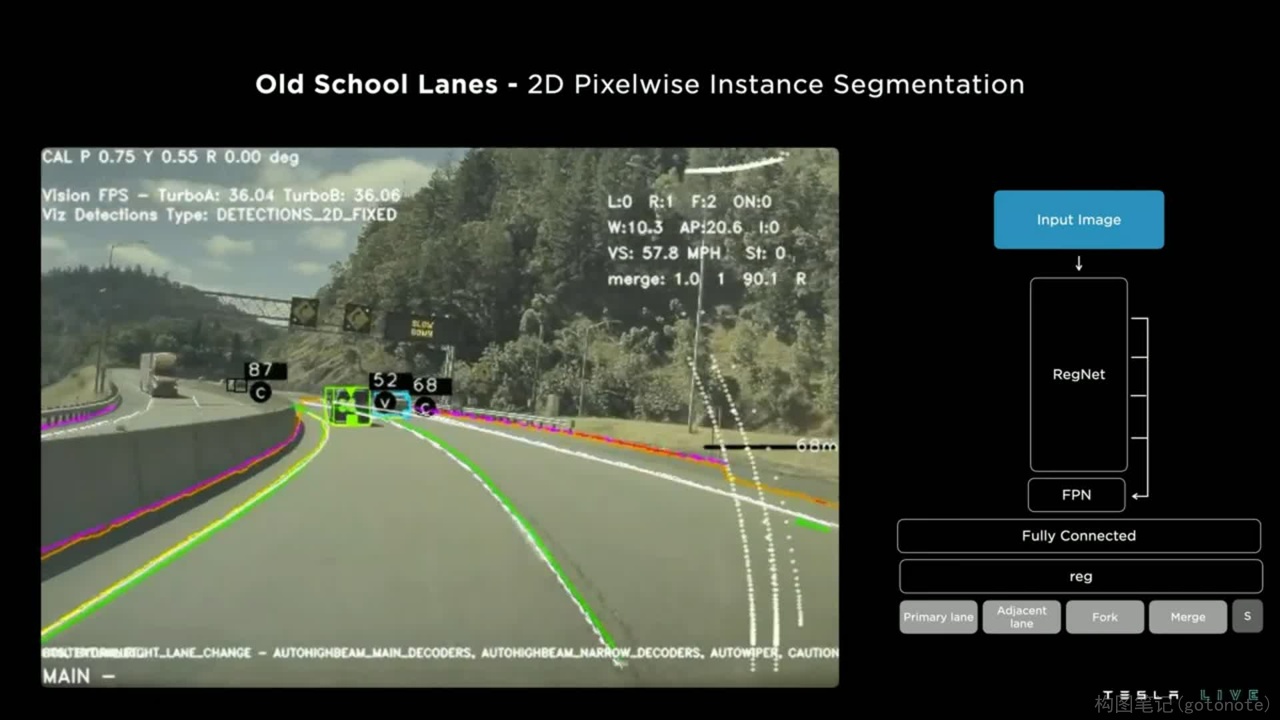 Old School Lanes - 2D Pixelwise Instance Segmentation
CAL P 0.75 Y 0.55 R 0.00 deg
Vision FPS - TurboA: 36.04 TurboB: 36.06
Viz Detections Type: DETECTIONS_2D_FIXED
L:0 R:1 F:2 ON:0
W:10.3 AP:20.6 I:0
VS: 57.8 MPH St: 0
merge: 1.0 1 90.1 R
SLOW
DOWN
87
C
52
V
68
C
68m
RIGHT_LANE_CHANGE - AUTOHIGHBEAM_MAIN_DECODERS, AUTOHIGHBEAM_NARROW_DECODERS, AUTOWIPER, CAUTION
MAIN -
Input Image
RegNet
FPN
Fully Connected
reg
Primary lane
Adjacent
lane
Fork
Merge
S
TESLA LIVE
构图笔记(gotonote)